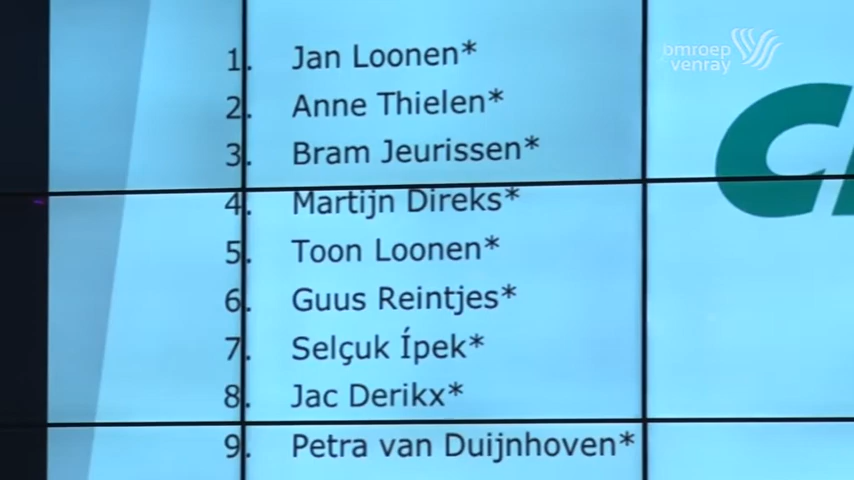 omroep
venray
1. Jan Loonen*
2. Anne Thielen*
3. Bram Jeurissen*
4. Martijn Direks*
5. Toon Loonen*
6. Guus Reintjes*
7. Selçuk Ípek*
8. Jac Derikx*
9. Petra van Duijnhoven*